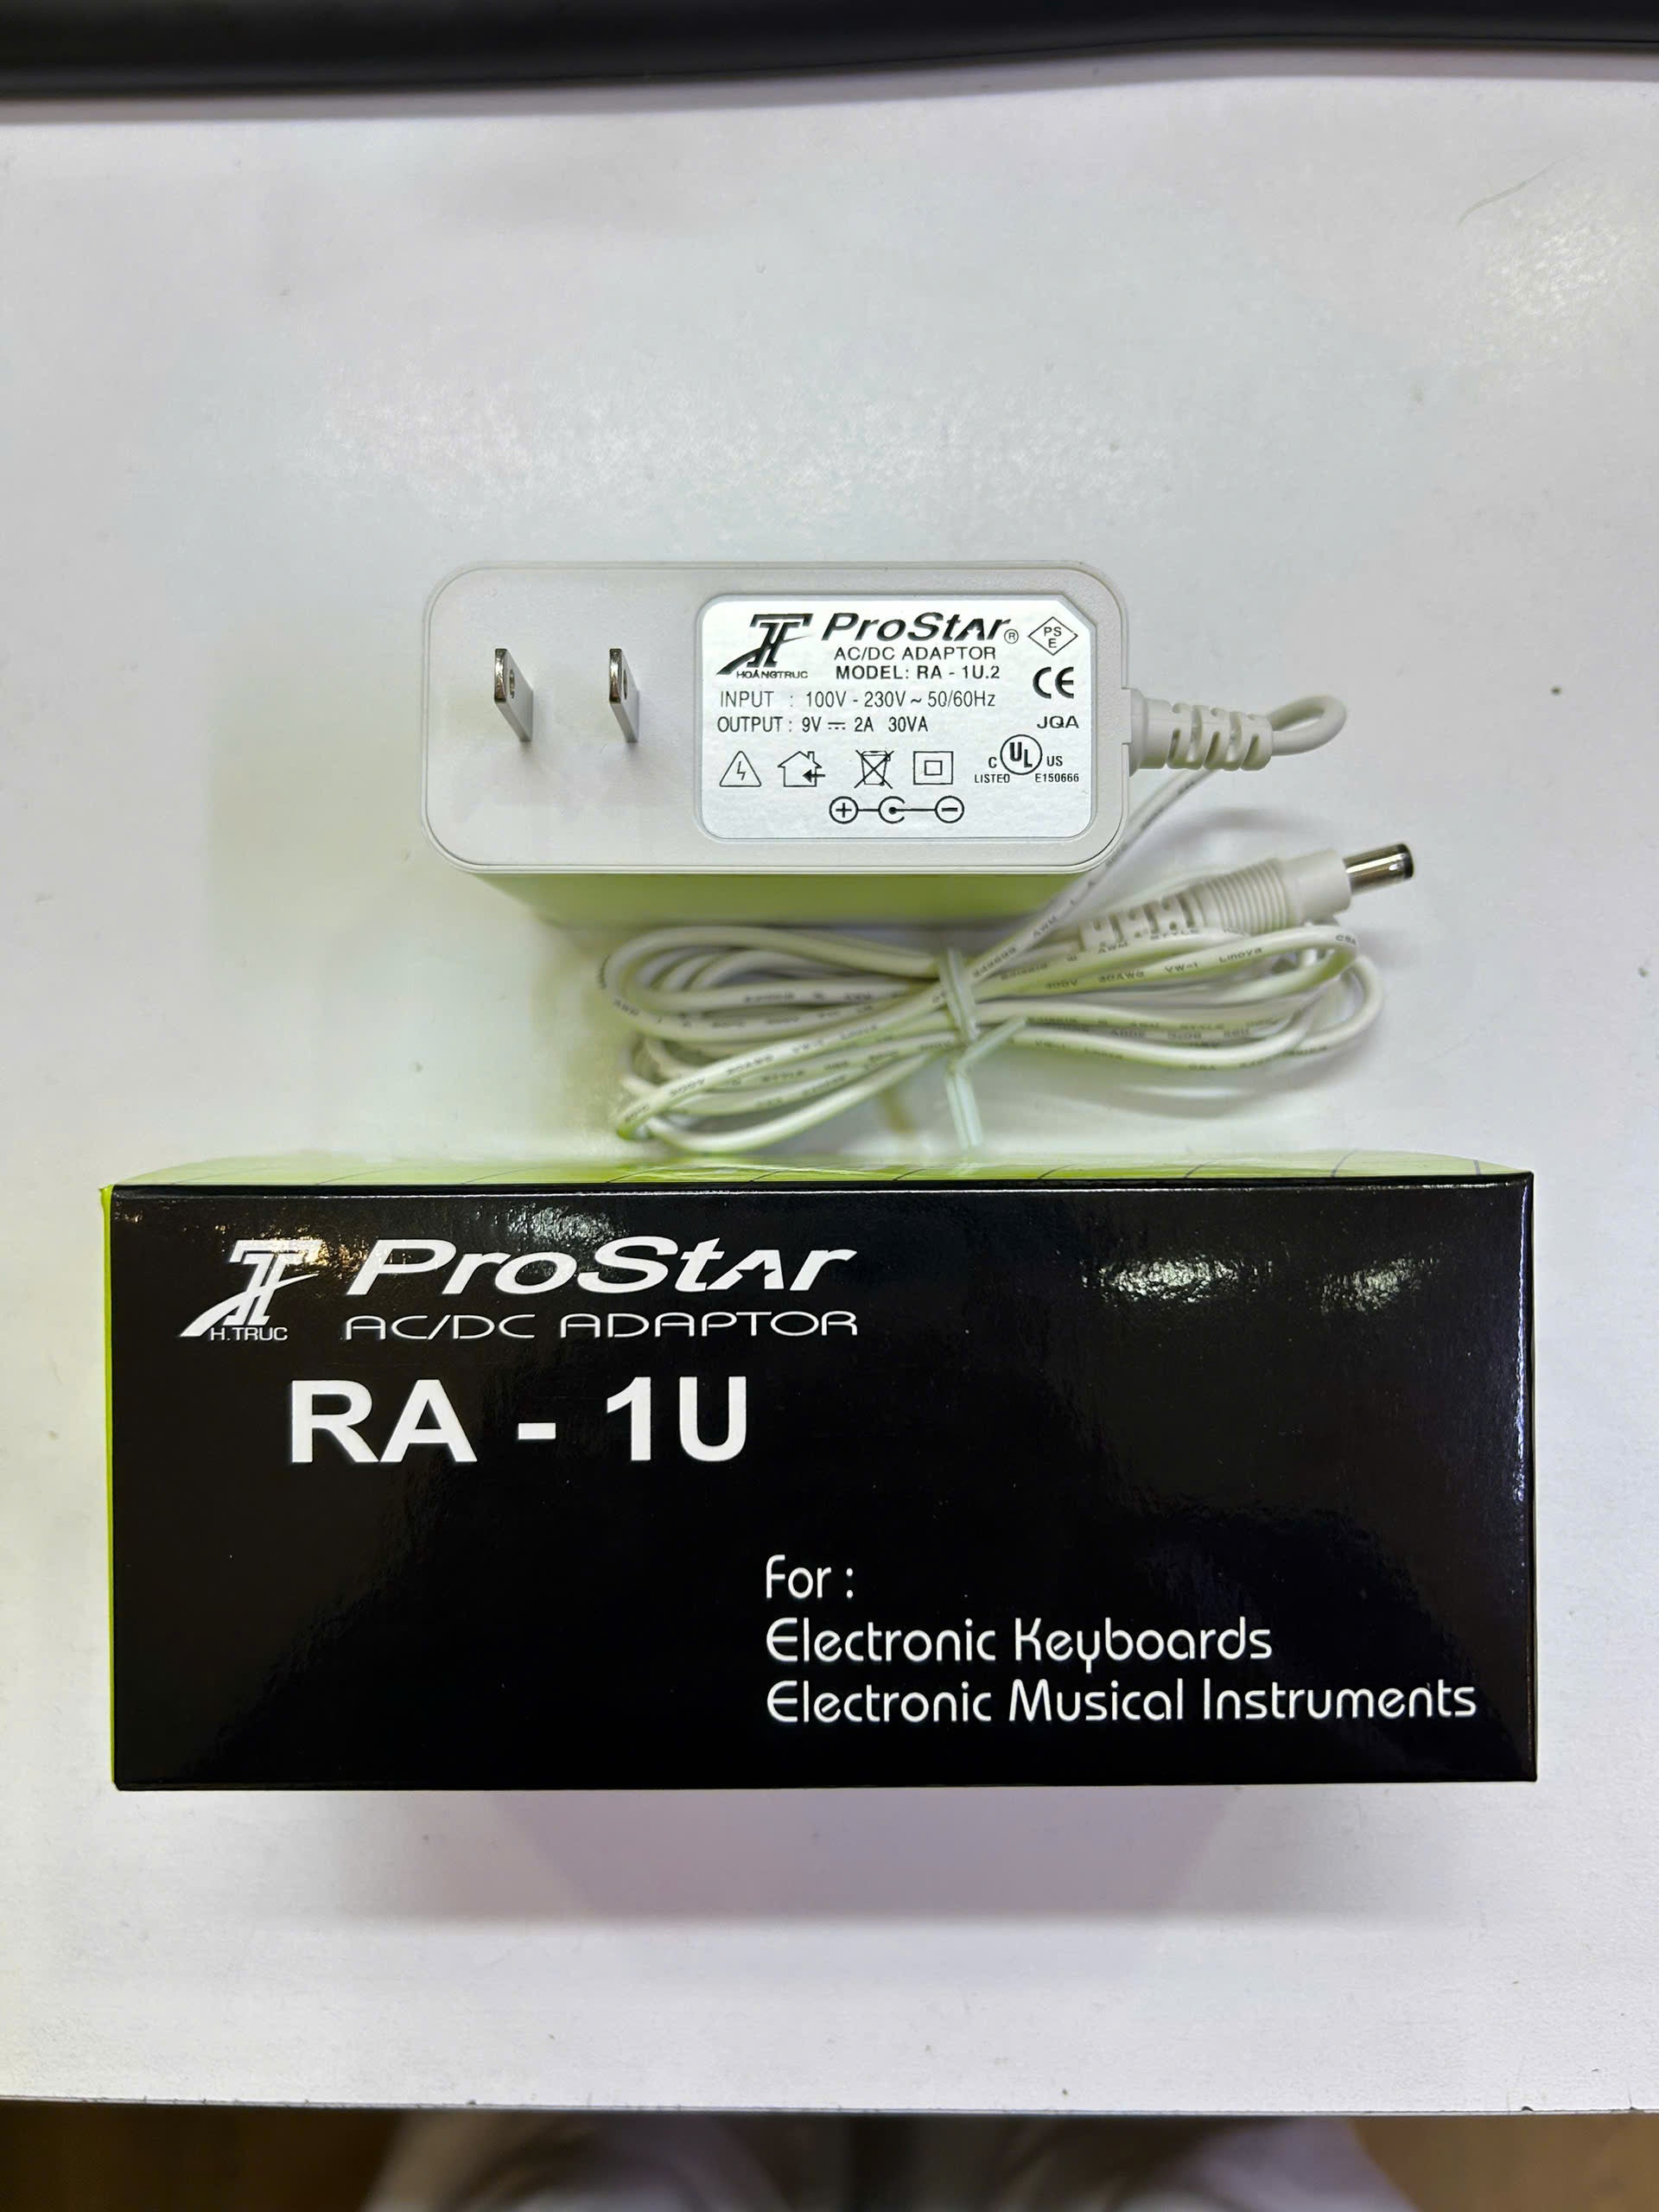 ProStar®
HOÀNGTRUC
AC/DC ADAPTOR
MODEL: RA - 1U.2
INPUT : 100V - 230V ~ 50/60Hz
OUTPUT : 9V ⎓ 2A 30VA
PS
E
CE
JQA
C UL US
LISTED E150666
+ -
ProStar
H.TRUC
AC/DC ADAPTOR
RA - 1U
For :
Electronic Keyboards
Electronic Musical Instruments